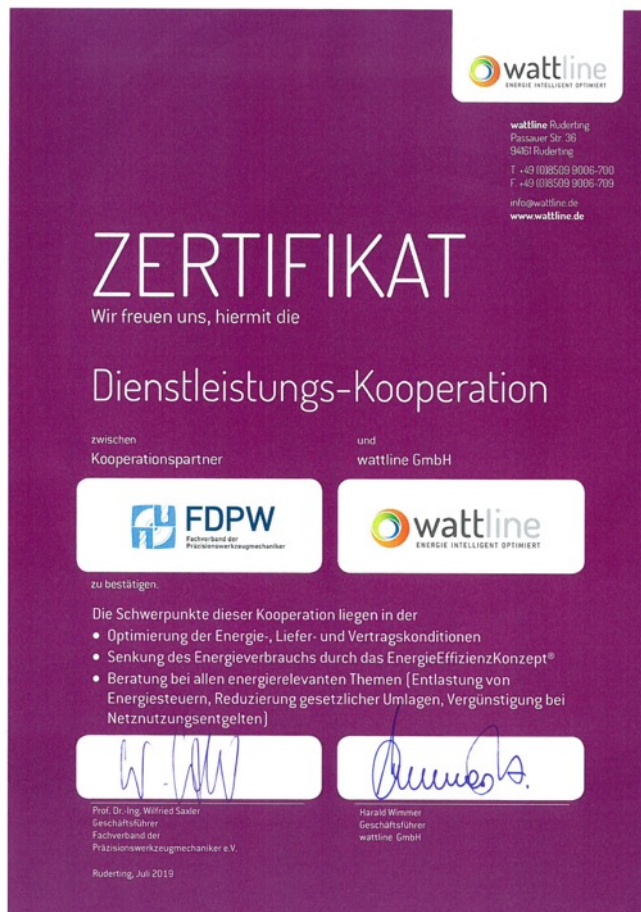 wattline
ENERGIE INTELLIGENT OPTIMIERT
wattline Ruderting
Passauer Str. 36
94161 Ruderting
T. +49 (0)8509 9006-700
F. +49 (0)8509 9006-709
info@wattline.de
www.wattline.de
ZERTIFIKAT
Wir freuen uns, hiermit die
Dienstleistungs-Kooperation
zwischen
Kooperationspartner
und
wattline GmbH
FDPW
Fachverband der
Präzisionswerkzeugmechaniker
wattline
ENERGIE INTELLIGENT OPTIMIERT
zu bestätigen.
Die Schwerpunkte dieser Kooperation liegen in der
• Optimierung der Energie-, Liefer- und Vertragskonditionen
• Senkung des Energieverbrauchs durch das EnergieEffizienzKonzept®
• Beratung bei allen energierelevanten Themen (Entlastung von
Energiesteuern, Reduzierung gesetzlicher Umlagen, Vergünstigung bei
Netznutzungsentgelten)
Prof. Dr.-Ing. Wilfried Saxler
Geschäftsführer
Fachverband der
Präzisionswerkzeugmechaniker e.V.
Harald Wimmer
Geschäftsführer
wattline GmbH
Ruderting, Juli 2019